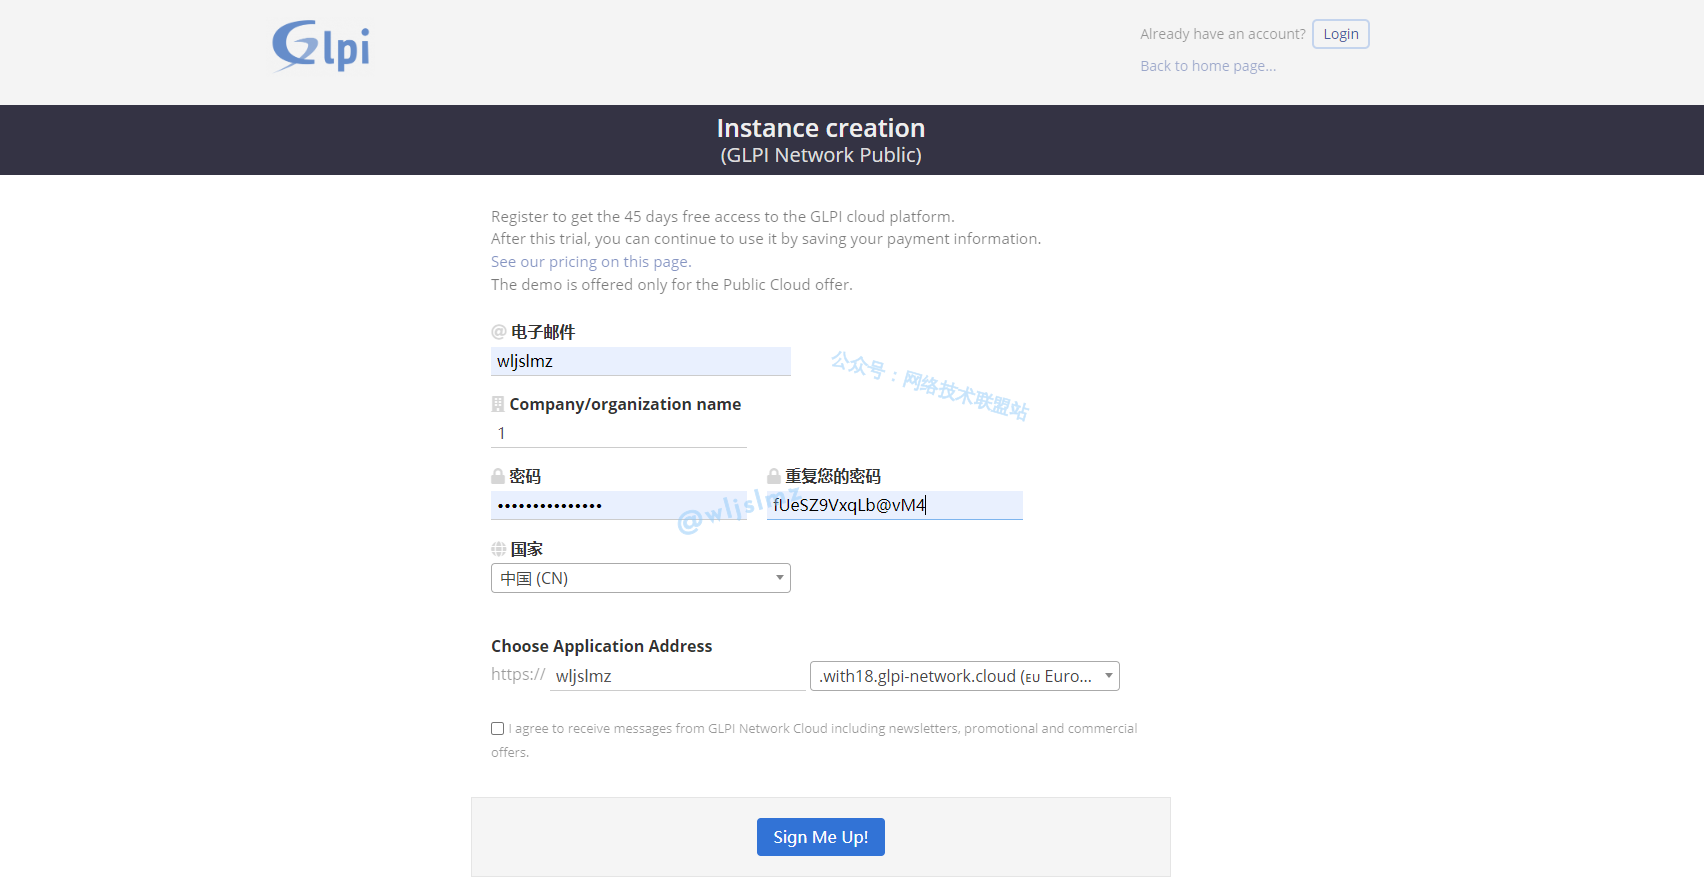 Glpi
Already have an account? Login
Back to home page...
Instance creation
(GLPI Network Public)
Register to get the 45 days free access to the GLPI cloud platform.
After this trial, you can continue to use it by saving your payment information.
See our pricing on this page.
The demo is offered only for the Public Cloud offer.
@ 电子邮件
wljslmz
公众号：网络技术联盟站
Company/organization name
1
密码 重复您的密码
••••••••••••••• fUeSZ9VxqLb@vM4
@wljslmz
国家
中国 (CN)
Choose Application Address
https:// wljslmz .with18.glpi-network.cloud (EU Euro...
I agree to receive messages from GLPI Network Cloud including newsletters, promotional and commercial
offers.
Sign Me Up!